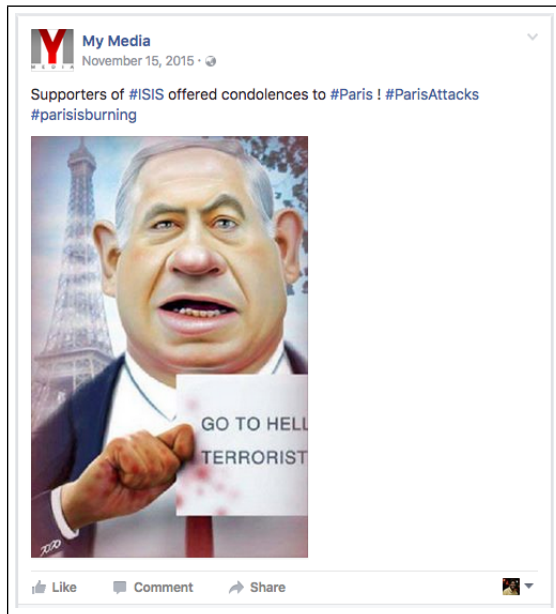 My Media
November 15, 2015
Supporters of #ISIS offered condolences to #Paris ! #ParisAttacks
#parisisburning
GO TO HELL
TERRORIST
Like Comment Share